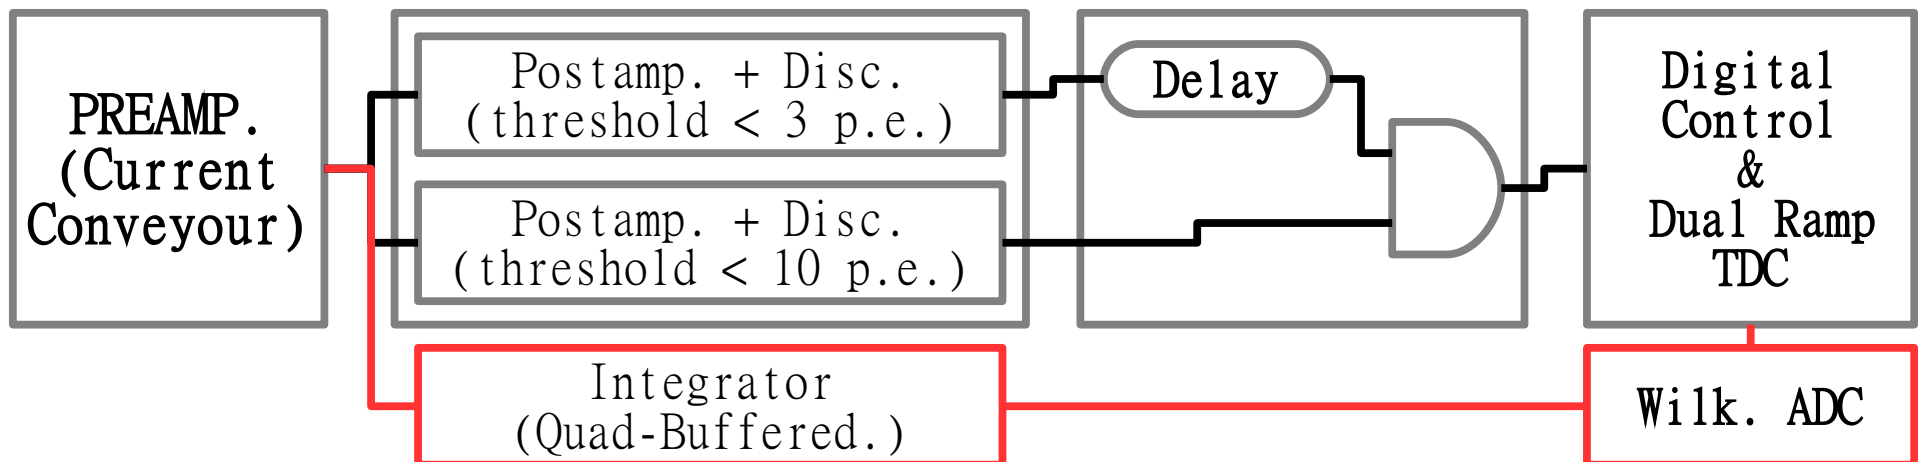 PREAMP.
(Current
Conveyour)
Postamp. + Disc.
(threshold < 3 p.e.)
Postamp. + Disc.
(threshold < 10 p.e.)
Delay
Digital
Control
&
Dual Ramp
TDC
Integrator
(Quad-Buffered.)
Wilk. ADC